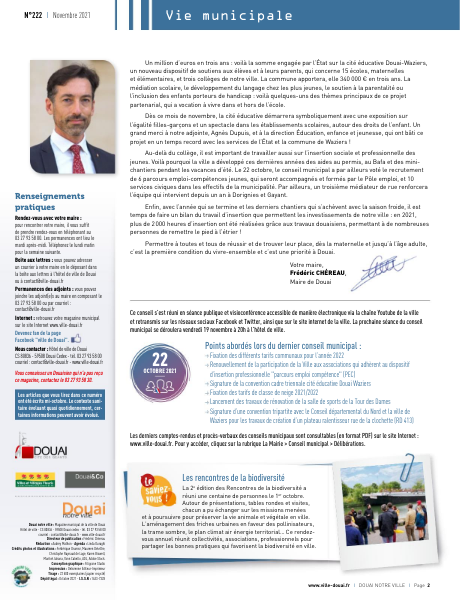 N°222 | Novembre 2021
Vie municipale
Un million d'euros en trois ans : voilà la somme engagée par l'État sur la cité éducative Douai-Waziers,
un nouveau dispositif de soutiens aux élèves et à leurs parents, qui concerne 15 écoles, maternelles
et élémentaires, et trois collèges de notre ville. La commune apportera, elle 340 000 € en trois ans. La
médiation scolaire, le développement du langage chez les plus jeunes, le soutien à la parentalité ou
l'inclusion des enfants porteurs de handicap : voilà quelques-uns des thèmes principaux de ce projet
partenarial, qui a vocation à vivre dans et hors de l'école.
Dès ce mois de novembre, la cité éducative démarrera symboliquement avec une exposition sur
l'égalité filles-garçons et un spectacle dans les établissements scolaires, autour des droits de l'enfant. Un
grand merci à notre adjointe, Agnès Dupuis, et à la direction Éducation, enfance et jeunesse, qui ont bâti ce
projet en un temps record avec les services de l'État et la commune de Waziers !
Au-delà du collège, il est important de travailler aussi sur l'insertion sociale et professionnelle des
jeunes. Voilà pourquoi la ville a développé ces dernières années des aides au permis, au Bafa et des mini-
chantiers pendant les vacances. Le 22 octobre, le conseil municipal a par ailleurs voté le recrutement
de 6 parcours emploi-compétences jeunes, qui seront accompagnés et formés par le Pôle emploi, et 10
services civiques dans les effectifs de la municipalité. Par ailleurs, un troisième médiateur de rue renforcera
l'équipe qui intervient depuis un an à Dorignies et Gayant.
Enfin, avec l'année qui se termine et les derniers chantiers qui s'achèvent avec la saison froide, il est
temps de faire un bilan du travail d'insertion que permettent les investissements de notre ville : en 2021,
plus de 2 000 heures d'insertion ont été réalisées grâce aux travaux douaisiens, permettant à de nombreuses
personnes de remettre le pied à l'étrier !
Permettre à toutes et tous de réussir et de trouver leur place, dès la maternelle et jusqu'à l'âge adulte,
c'est la première condition du vivre-ensemble et c'est une priorité à Douai.
Votre maire,
Frédéric CHÉREAU,
Maire de Douai
Renseignements
pratiques
Rendez-vous avec votre maire :
pour rencontrer votre maire, il vous suffit
de prendre rendez-vous en téléphonant au
03 27 93 58 00. Les permanences ont lieu le
mardi après-midi. Téléphonez le lundi matin
pour la semaine suivante.
Boîte aux lettres : vous pouvez adresser
un courrier à votre maire en le déposant dans
la boîte aux lettres à l'hôtel de ville de Douai
ou à contact@ville-douai.fr
Permanences des adjoints : vous pouvez
joindre les adjoint(e)s au maire en composant le
03 27 93 58 00 ou par courriel :
contact@ville-douai.fr
Internet : retrouvez votre magazine municipal
sur le site Internet www.ville-douai.fr
Devenez fan de la page
Facebook "ville de Douai".
Nous contacter : Hôtel de ville de Douai
CS 80836 - 59508 Douai Cedex - tél. 03 27 93 58 00
courriel : contact@ville-douai.fr - www.ville-douai.fr
Vous connaissez un Douaisien qui n'a pas reçu
ce magazine, contactez le 03 27 93 58 00.
Les articles que vous lirez dans ce numéro
ont été écrits mi-octobre. Le contexte sani-
taire évoluant quasi quotidiennement, cer-
taines informations peuvent avoir évolué.
DOUAI
Douai&Co
Douai
notre ville
Ce conseil s'est réuni en séance publique et visioconférence accessible de manière électronique via la chaîne Youtube de la ville
et retransmis sur les réseaux sociaux Facebook et Twitter, ainsi que sur le site Internet de la ville. La prochaine séance du conseil
municipal se déroulera vendredi 19 novembre à 20h à l'hôtel de ville.
22
OCTOBRE 2021
Points abordés lors du dernier conseil municipal :
Fixation des différents tarifs communaux pour l'année 2022
Renouvellement de la participation de la Ville aux associations qui adhèrent au dispositif
d'insertion professionnelle "parcours emploi compétence" (PEC)
Signature de la convention cadre triennale cité éducative Douai Waziers
Fixation des tarifs de classe de neige 2021/2022
Lancement des travaux de rénovation de la salle de sports de la Tour des Dames
Signature d'une convention tripartite avec le Conseil départemental du Nord et la ville de
Waziers pour les travaux de création d'un plateau ralentisseur rue de la clochette (RD 413)
Les derniers comptes-rendus et procès-verbaux des conseils municipaux sont consultables (en format PDF) sur le site Internet :
www.ville-douai.fr. Pour y accéder, cliquez sur la rubrique La Mairie > Conseil municipal > Délibérations.
Le
saviez-
vous !
Les rencontres de la biodiversité
La 2e édition des Rencontres de la biodiversité a
réuni une centaine de personnes le 1er octobre.
Autour de présentations, tables rondes et visites,
chacun a pu échanger sur les missions menées
et à poursuivre pour préserver la vie animale et végétale en ville.
L'aménagement des friches urbaines en faveur des pollinisateurs,
la trame sombre, le plan climat air énergie territorial... Ce rendez-
vous annuel réunit collectivités, associations, professionnels pour
partager les bonnes pratiques qui favorisent la biodiversité en ville.
www.ville-douai.fr | DOUAI NOTRE VILLE | Page 2